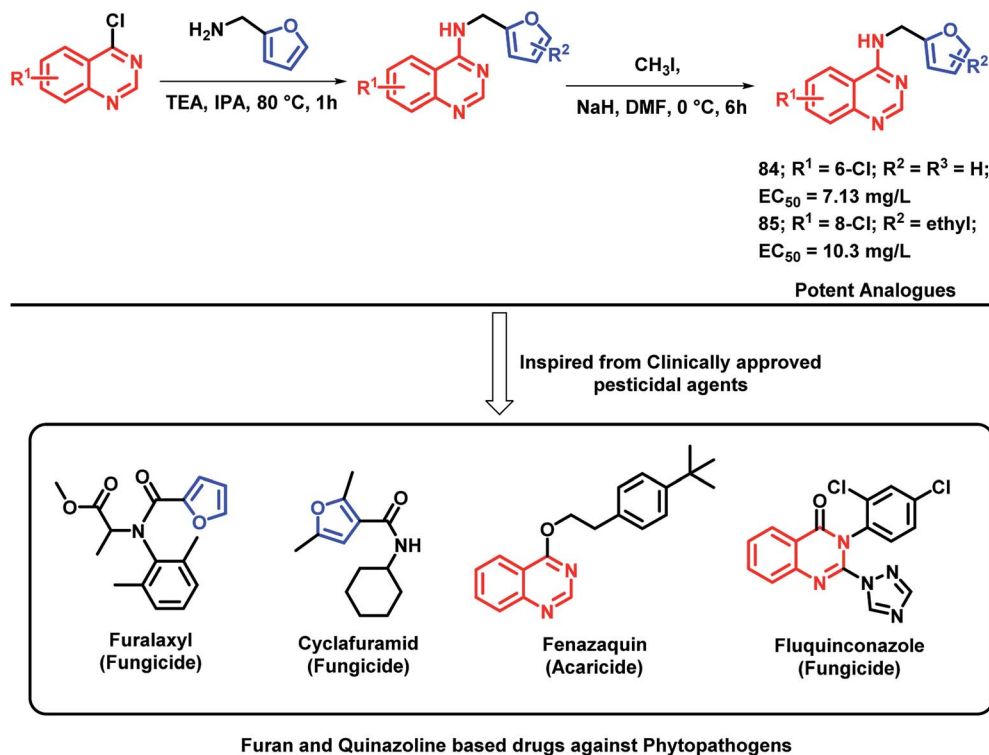 Cl
N
N
R¹
H₂N
O
TEA, IPA, 80 °C, 1h
HN
O
R²
N
N
R¹
CH₃I,
NaH, DMF, 0 °C, 6h
HN
O
R²
N
N
R¹
84; R¹ = 6-Cl; R² = R³ = H;
EC₅₀ = 7.13 mg/L
85; R¹ = 8-Cl; R² = ethyl;
EC₅₀ = 10.3 mg/L
Potent Analogues
Inspired from Clinically approved
pesticidal agents
O
O
O
N
O
Furalaxyl
(Fungicide)
O
O
NH
Cyclafuramid
(Fungicide)
O
N
N
Fenazaquin
(Acaricide)
Cl
Cl
O
N
N
N
N
N
Fluquinconazole
(Fungicide)
Furan and Quinazoline based drugs against Phytopathogens